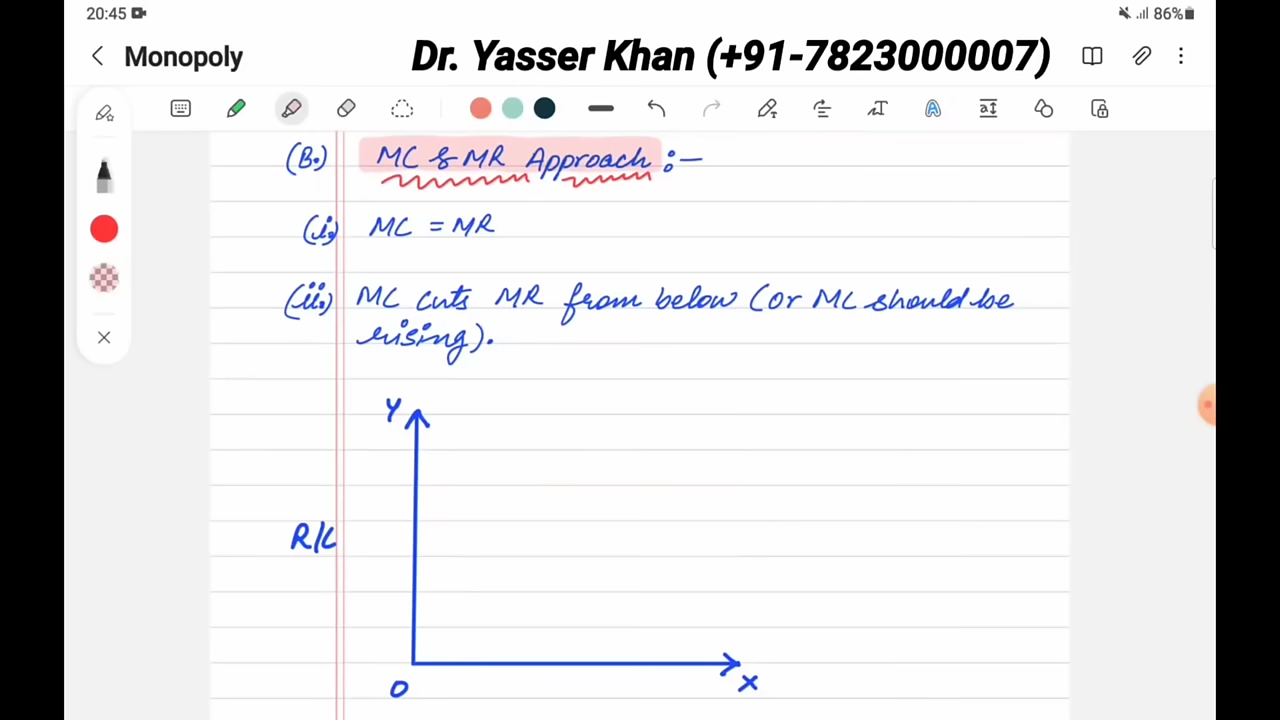 20:45
86%
Monopoly
Dr. Yasser Khan (+91-7823000007)
(B.) MC & MR Approach :-
(i.) MC = MR
(ii.) MC cuts MR from below (or MC should be
rising).
Y
R/C
O
X